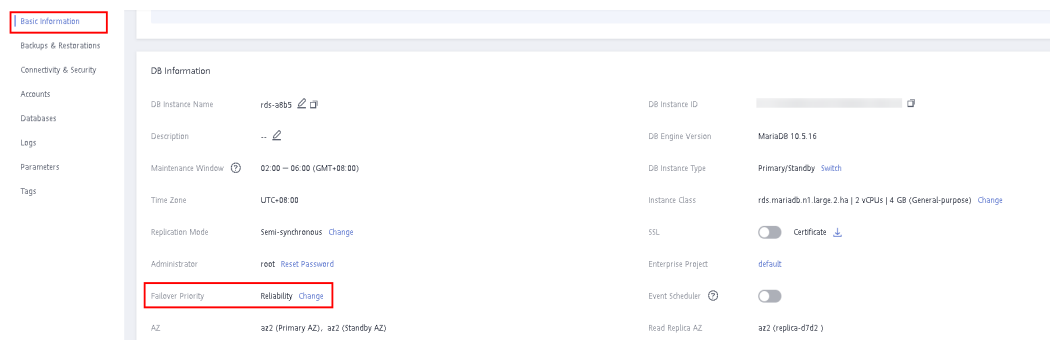 Basic Information
Backups & Restorations
Connectivity & Security
Accounts
Databases
Logs
Parameters
Tags
DB Information
DB Instance Name rds-a8b5
DB Instance ID
Description --
DB Engine Version MariaDB 10.5.16
Maintenance Window ? 02:00 — 06:00 (GMT+08:00)
DB Instance Type Primary/Standby Switch
Time Zone UTC+08:00
Instance Class rds.mariadb.n1.large.2.ha | 2 vCPUs | 4 GB (General-purpose) Change
Replication Mode Semi-synchronous Change
SSL Certificate
Administrator root Reset Password
Enterprise Project default
Failover Priority Reliability Change
Event Scheduler ?
AZ az2 (Primary AZ), az2 (Standby AZ)
Read Replica AZ az2 (replica-d7d2 )